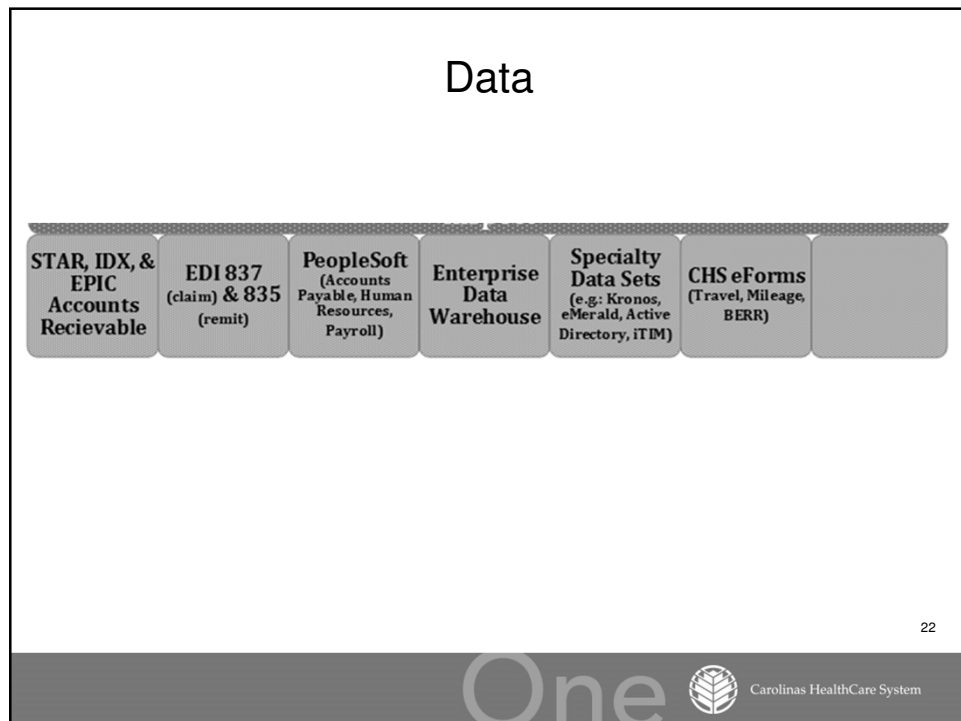 Data
STAR, IDX, &
EPIC
Accounts
Recievable
EDI 837
(claim) & 835
(remit)
PeopleSoft
(Accounts
Payable, Human
Resources,
Payroll)
Enterprise
Data
Warehouse
Specialty
Data Sets
(e.g.: Kronos,
eMerald, Active
Directory, iTIM)
CHS eForms
(Travel, Mileage,
BERR)
22
One
Carolinas HealthCare System